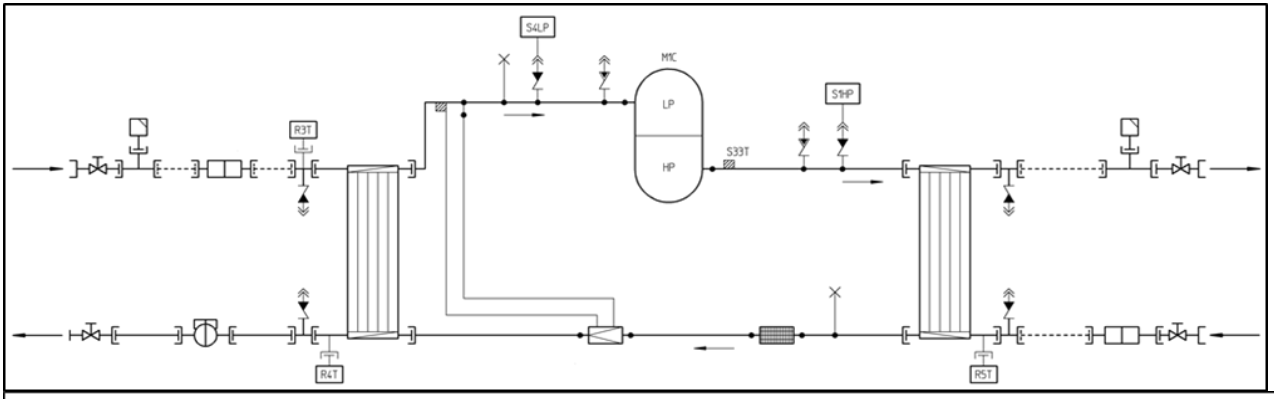 S4LP
M1C
LP
S1HP
R3T
S33T
HP
R4T
R5T